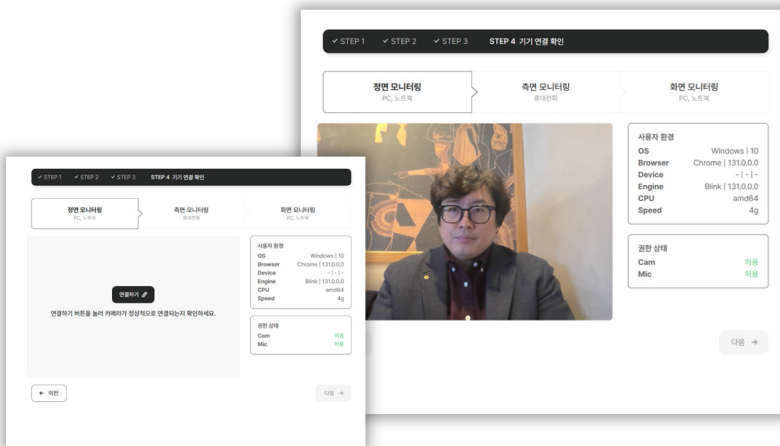 ✓ STEP 1 ✓ STEP 2 ✓ STEP 3 STEP 4 기기 연결 확인
정면 모니터링 측면 모니터링 화면 모니터링
PC, 노트북 휴대전화 PC, 노트북
사용자 환경
OS Windows | 10
Browser Chrome | 131.0.0.0
Device - | - | -
Engine Blink | 131.0.0.0
CPU amd64
Speed 4g
권한 상태
Cam 허용
Mic 허용
다음 →
✓ STEP 1 ✓ STEP 2 ✓ STEP 3 STEP 4 기기 연결 확인
정면 모니터링 측면 모니터링 화면 모니터링
PC, 노트북 휴대전화 PC, 노트북
연결하기
연결하기 버튼을 눌러 카메라가 정상적으로 연결되는지 확인하세요.
사용자 환경
OS Windows | 10
Browser Chrome | 131.0.0.0
Device - | - | -
Engine Blink | 131.0.0.0
CPU amd64
Speed 4g
권한 상태
Cam 허용
Mic 허용
← 이전
다음 →